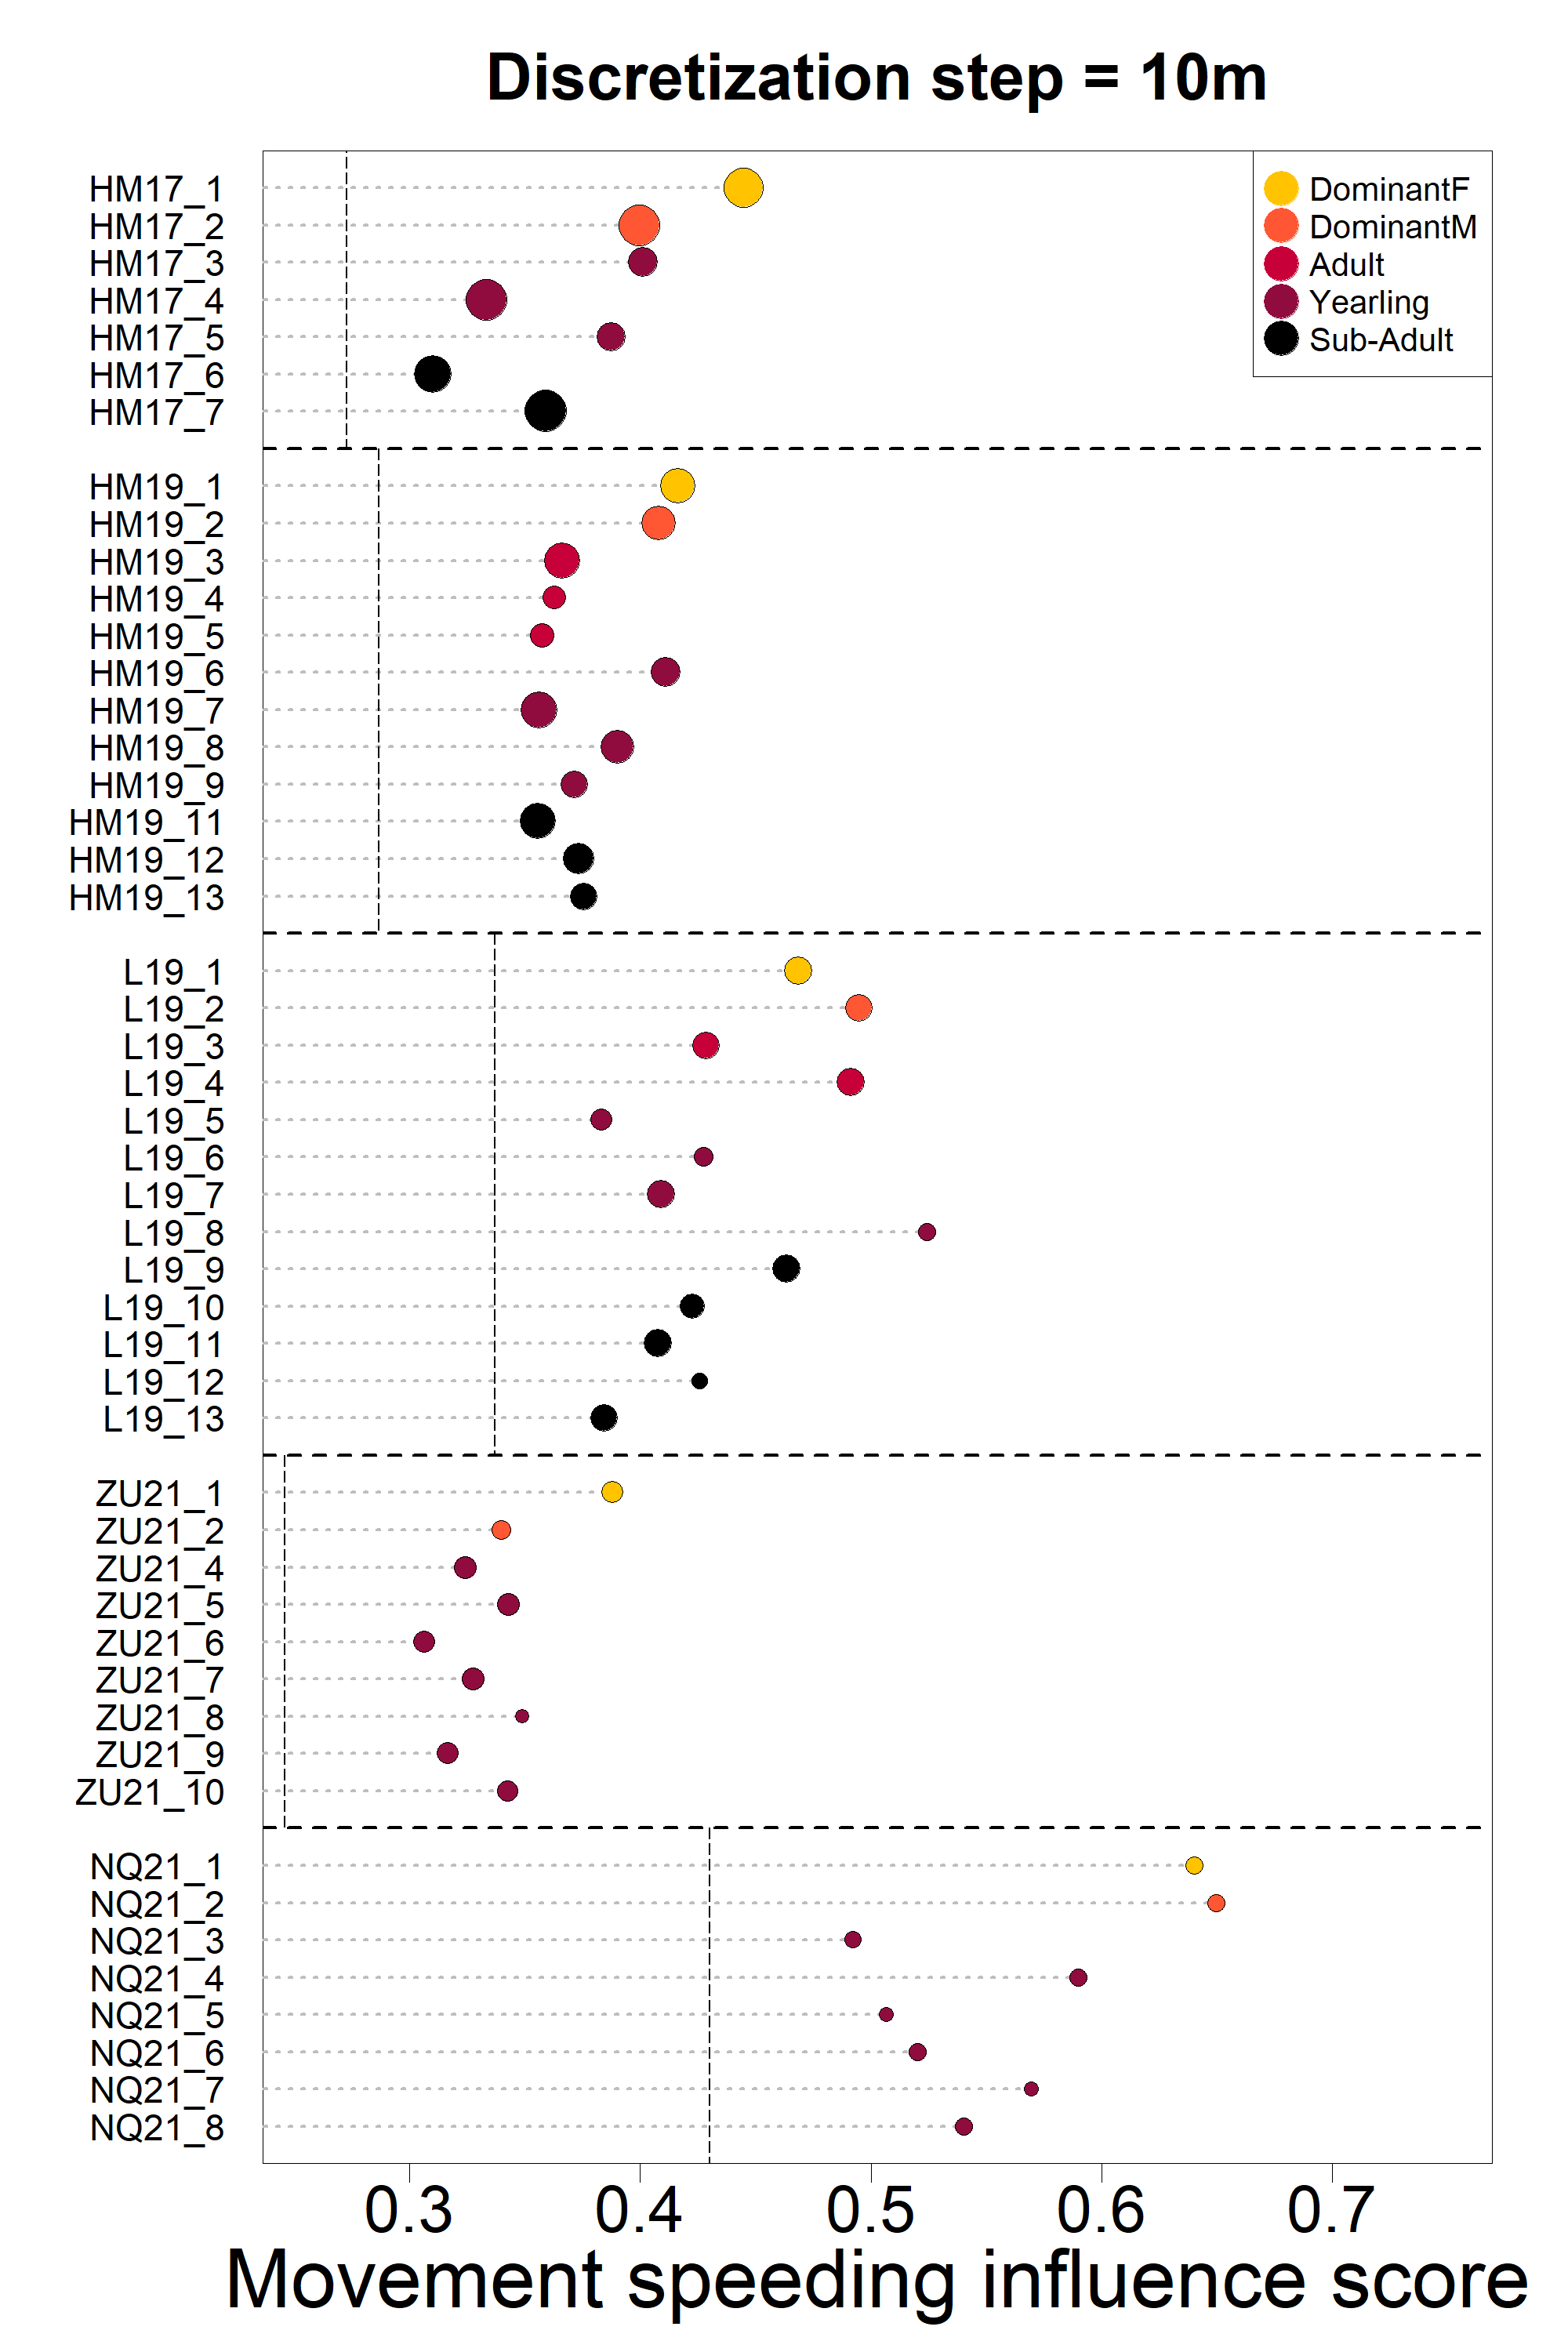 Discretization step = 10m
HM17_1
HM17_2
HM17_3
HM17_4
HM17_5
HM17_6
HM17_7
DominantF
DominantM
Adult
Yearling
Sub-Adult
HM19_1
HM19_2
HM19_3
HM19_4
HM19_5
HM19_6
HM19_7
HM19_8
HM19_9
HM19_11
HM19_12
HM19_13
L19_1
L19_2
L19_3
L19_4
L19_5
L19_6
L19_7
L19_8
L19_9
L19_10
L19_11
L19_12
L19_13
ZU21_1
ZU21_2
ZU21_4
ZU21_5
ZU21_6
ZU21_7
ZU21_8
ZU21_9
ZU21_10
NQ21_1
NQ21_2
NQ21_3
NQ21_4
NQ21_5
NQ21_6
NQ21_7
NQ21_8
0.3 0.4 0.5 0.6 0.7
Movement speeding influence score